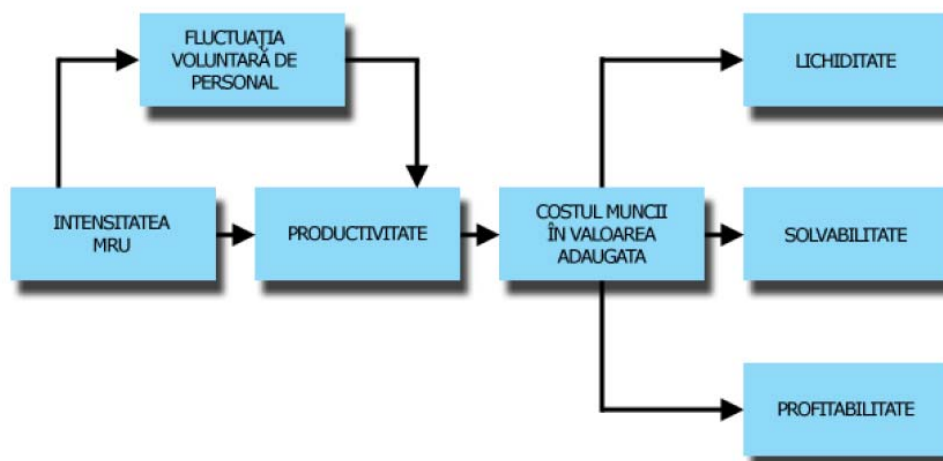 FLUCTUAȚIA
VOLUNTARĂ DE
PERSONAL
LICHIDITATE
INTENSITATEA
MRU
PRODUCTIVITATE
COSTUL MUNCII
ÎN VALOAREA
ADAUGATA
SOLVABILITATE
PROFITABILITATE